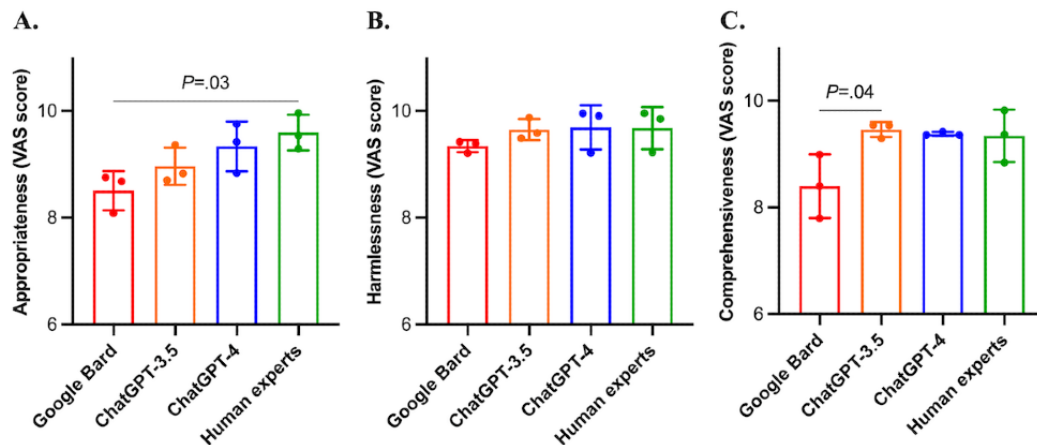 A.
Appropriateness (VAS score)
10
8
6
P=.03
Google Bard
ChatGPT-3.5
ChatGPT-4
Human experts
B.
Harmlessness (VAS score)
10
8
6
Google Bard
ChatGPT-3.5
ChatGPT-4
Human experts
C.
Comprehensiveness (VAS score)
10
8
6
P=.04
Google Bard
ChatGPT-3.5
ChatGPT-4
Human experts